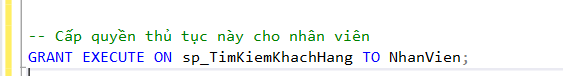 -- Cấp quyền thủ tục này cho nhân viên
GRANT EXECUTE ON sp_TimKiemKhachHang TO NhanVien;